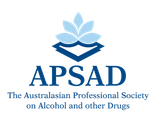 APSAD
The Australasian Professional Society
on Alcohol and other Drugs